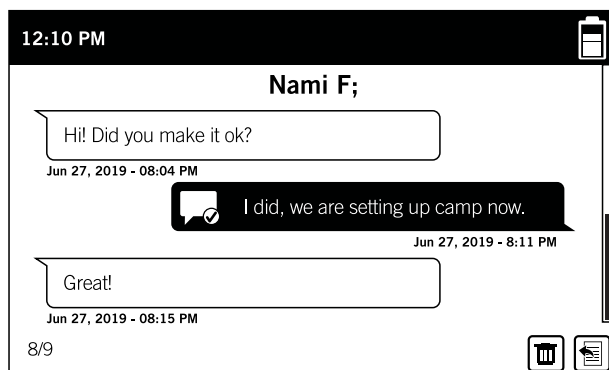 12:10 PM
Nami F;
Hi! Did you make it ok?
Jun 27, 2019 - 08:04 PM
I did, we are setting up camp now.
Jun 27, 2019 - 8:11 PM
Great!
Jun 27, 2019 - 08:15 PM
8/9